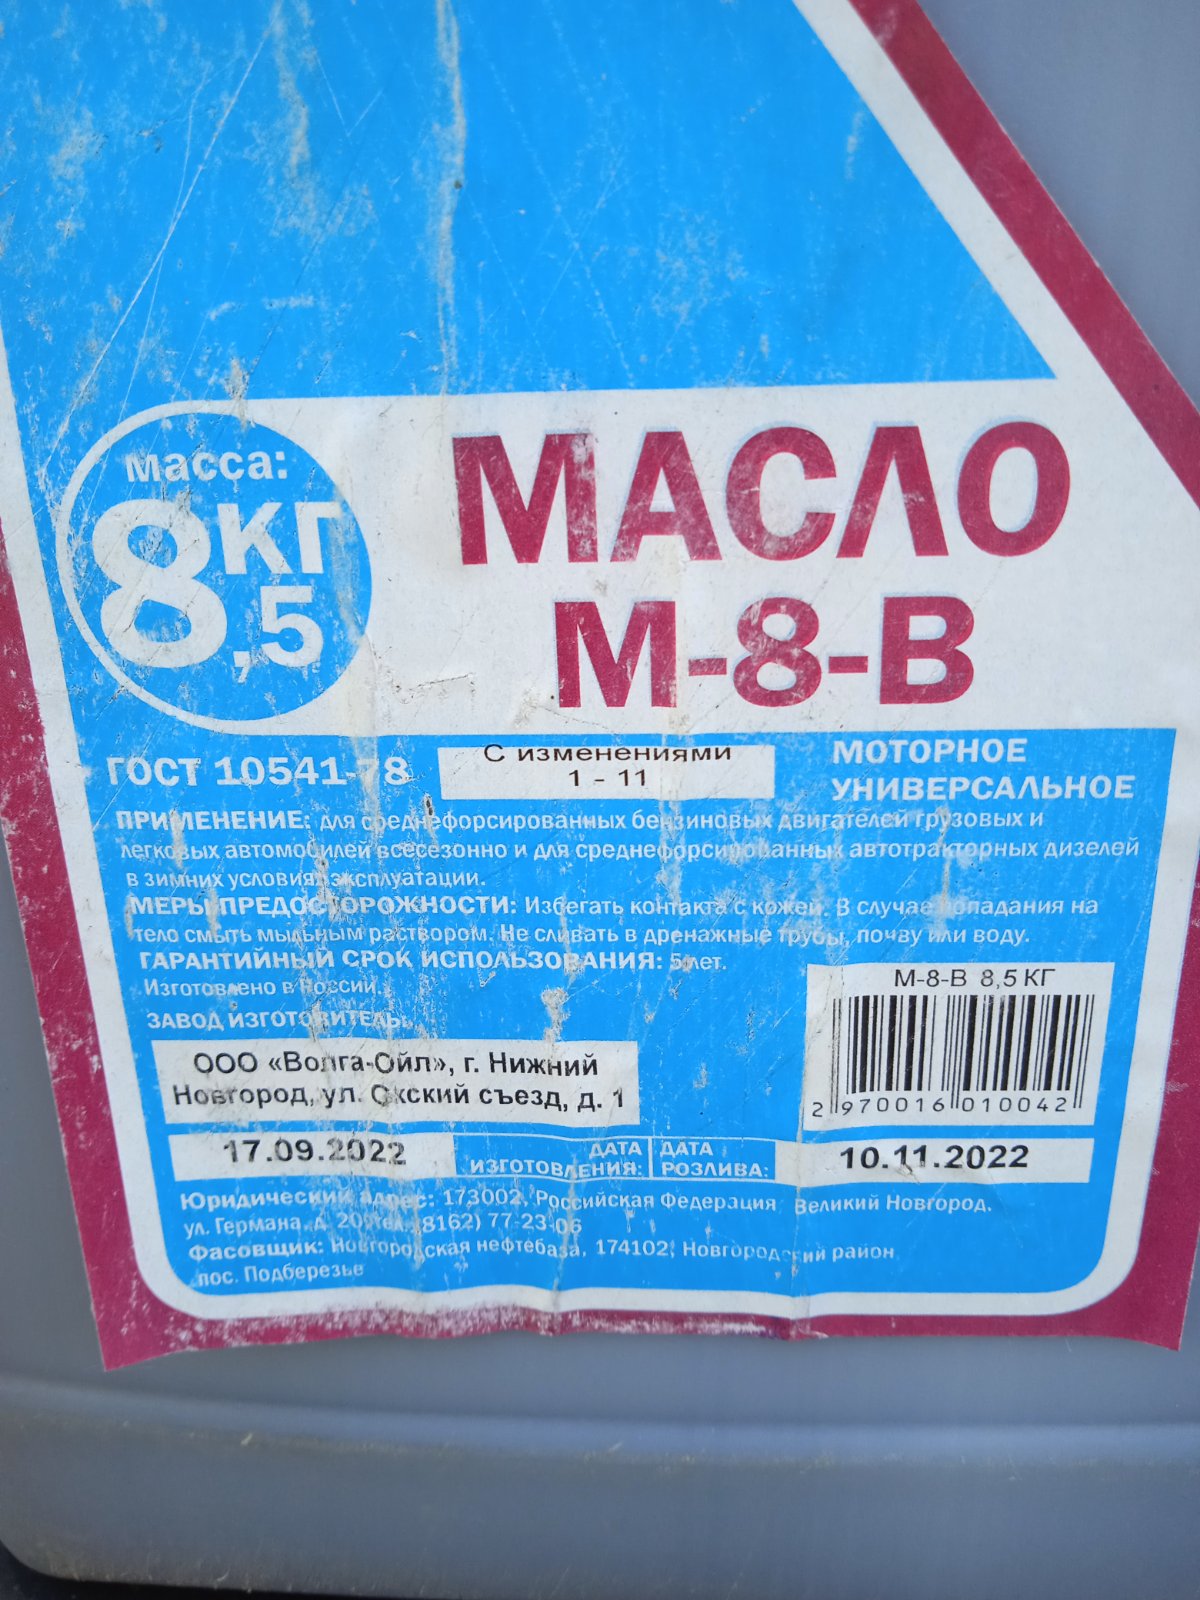 масса:
8,5 КГ
МАСЛО
М-8-В
ГОСТ 10541-78
С изменениями
1 - 11
МОТОРНОЕ
УНИВЕРСАЛЬНОЕ
ПРИМЕНЕНИЕ: для среднефорсированных бензиновых двигателей грузовых и
легковых автомобилей всесезонно и для среднефорсированных автотракторных дизелей
в зимних условиях эксплуатации.
МЕРЫ ПРЕДОСТОРОЖНОСТИ: Избегать контакта с кожей. В случае попадания на
тело смыть мыльным раствором. Не сливать в дренажные трубы, почву или воду.
ГАРАНТИЙНЫЙ СРОК ИСПОЛЬЗОВАНИЯ: 5 лет.
Изготовлено в России.
ЗАВОД ИЗГОТОВИТЕЛЬ:
ООО «Волга-Ойл», г. Нижний
Новгород, ул. Окский съезд, д. 1
М-8-В 8,5 КГ
2 970016 010042
17.09.2022
ДАТА
ИЗГОТОВЛЕНИЯ:
ДАТА
РОЗЛИВА:
10.11.2022
Юридический адрес: 173002, Российская Федерация Великий Новгород,
ул. Германа, д. 20, тел. (8162) 77-23-06
Фасовщик: Новгородская нефтебаза, 174102, Новгородский район,
пос. Подберезье